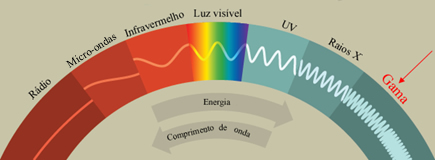 Rádio
Micro-ondas
Infravermelho
Luz visível
UV
Raios X
Gama
Energia
Comprimento de onda